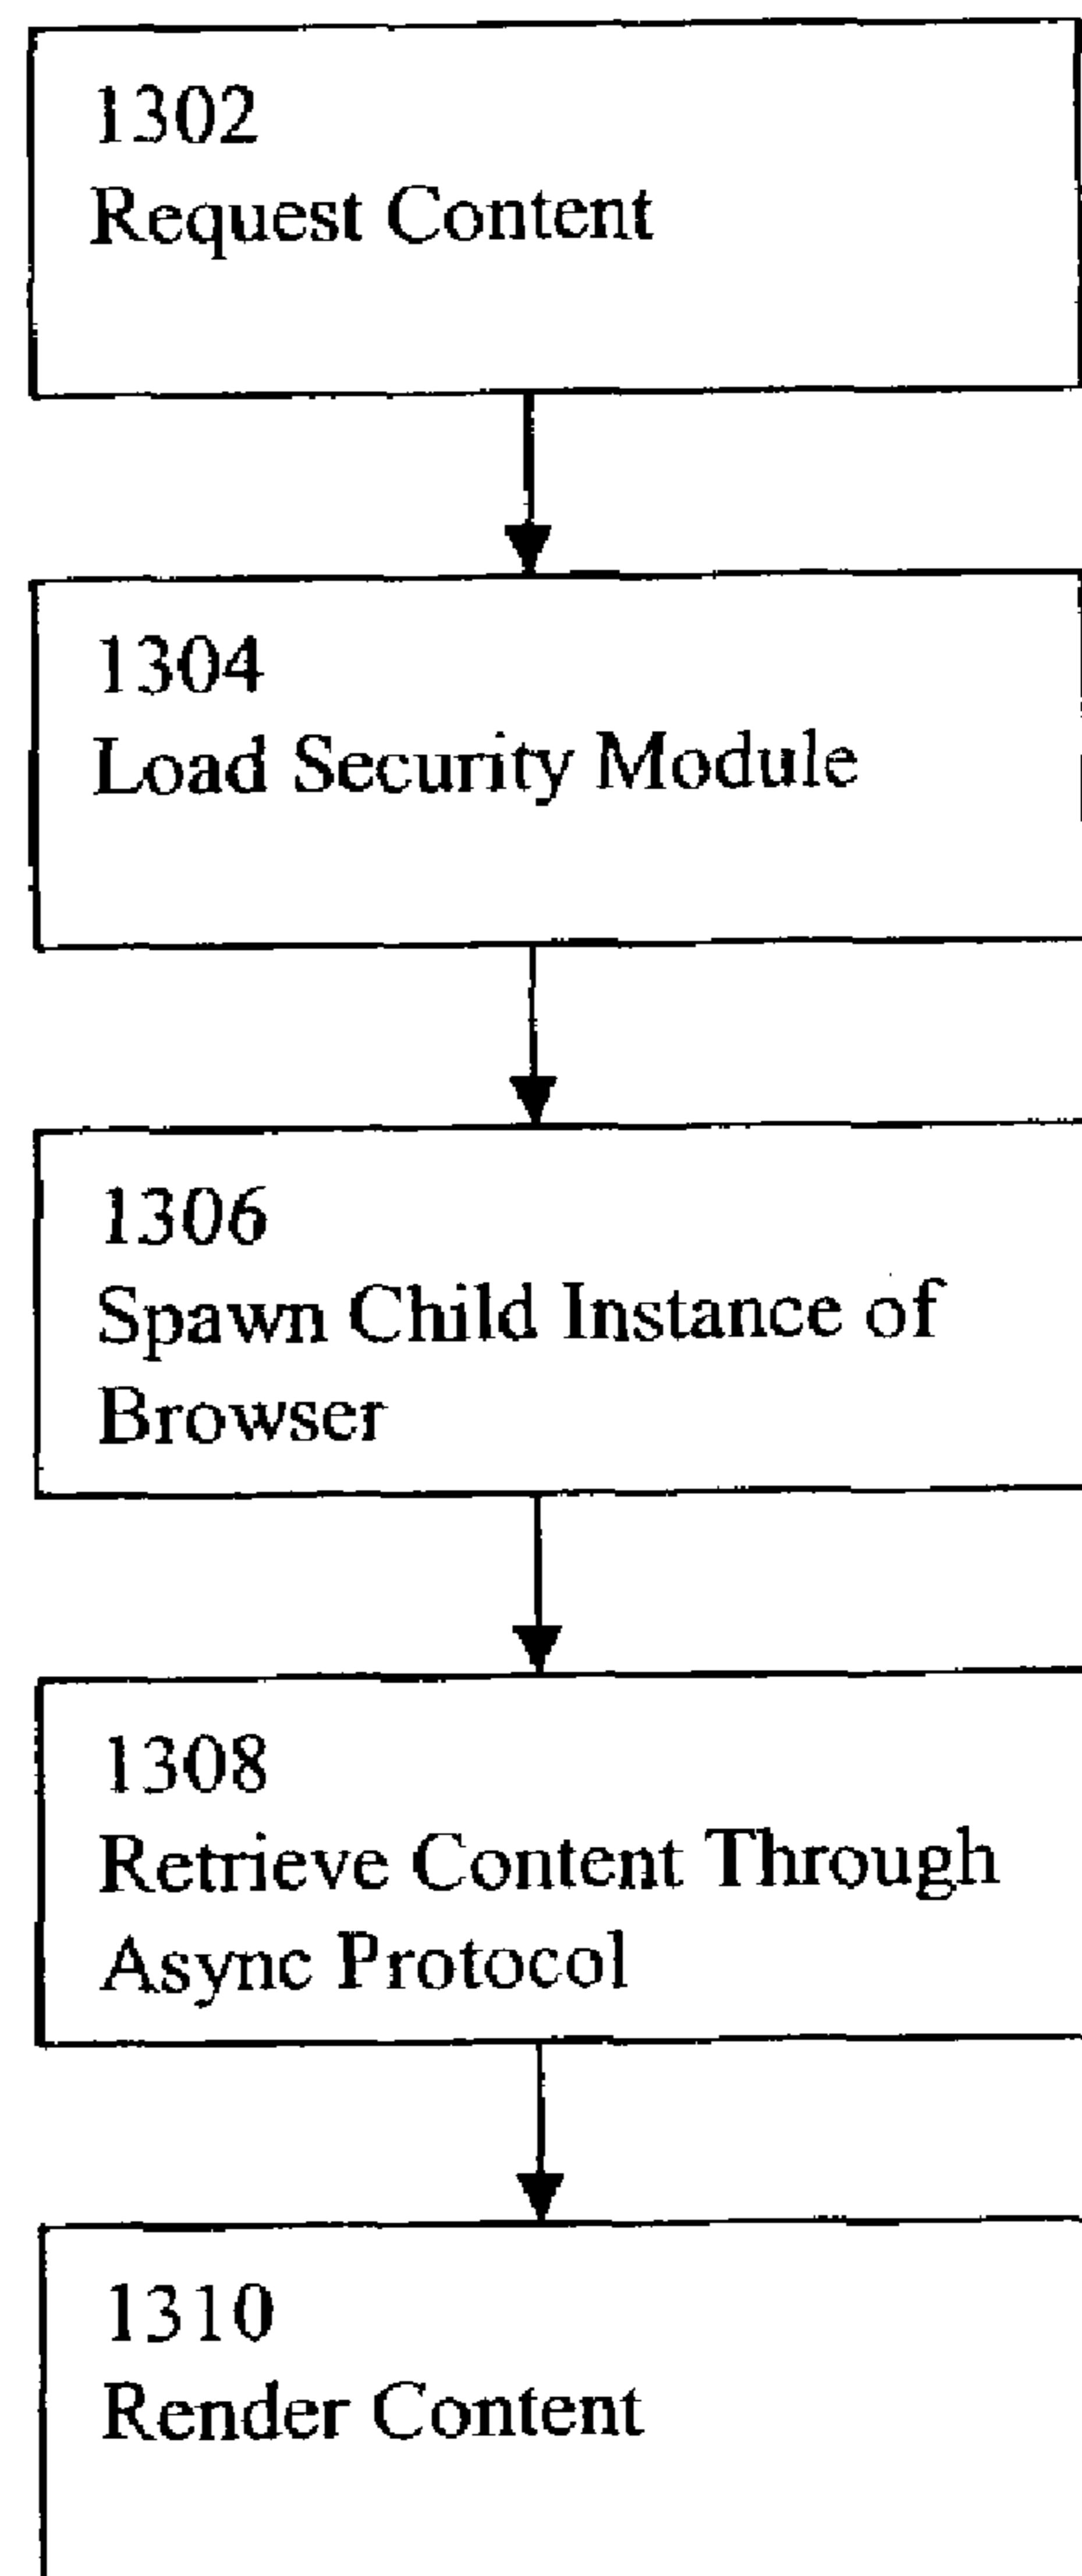 1302
Request Content
1304
Load Security Module
1306
Spawn Child Instance of
Browser
1308
Retrieve Content Through
Async Protocol
1310
Render Content